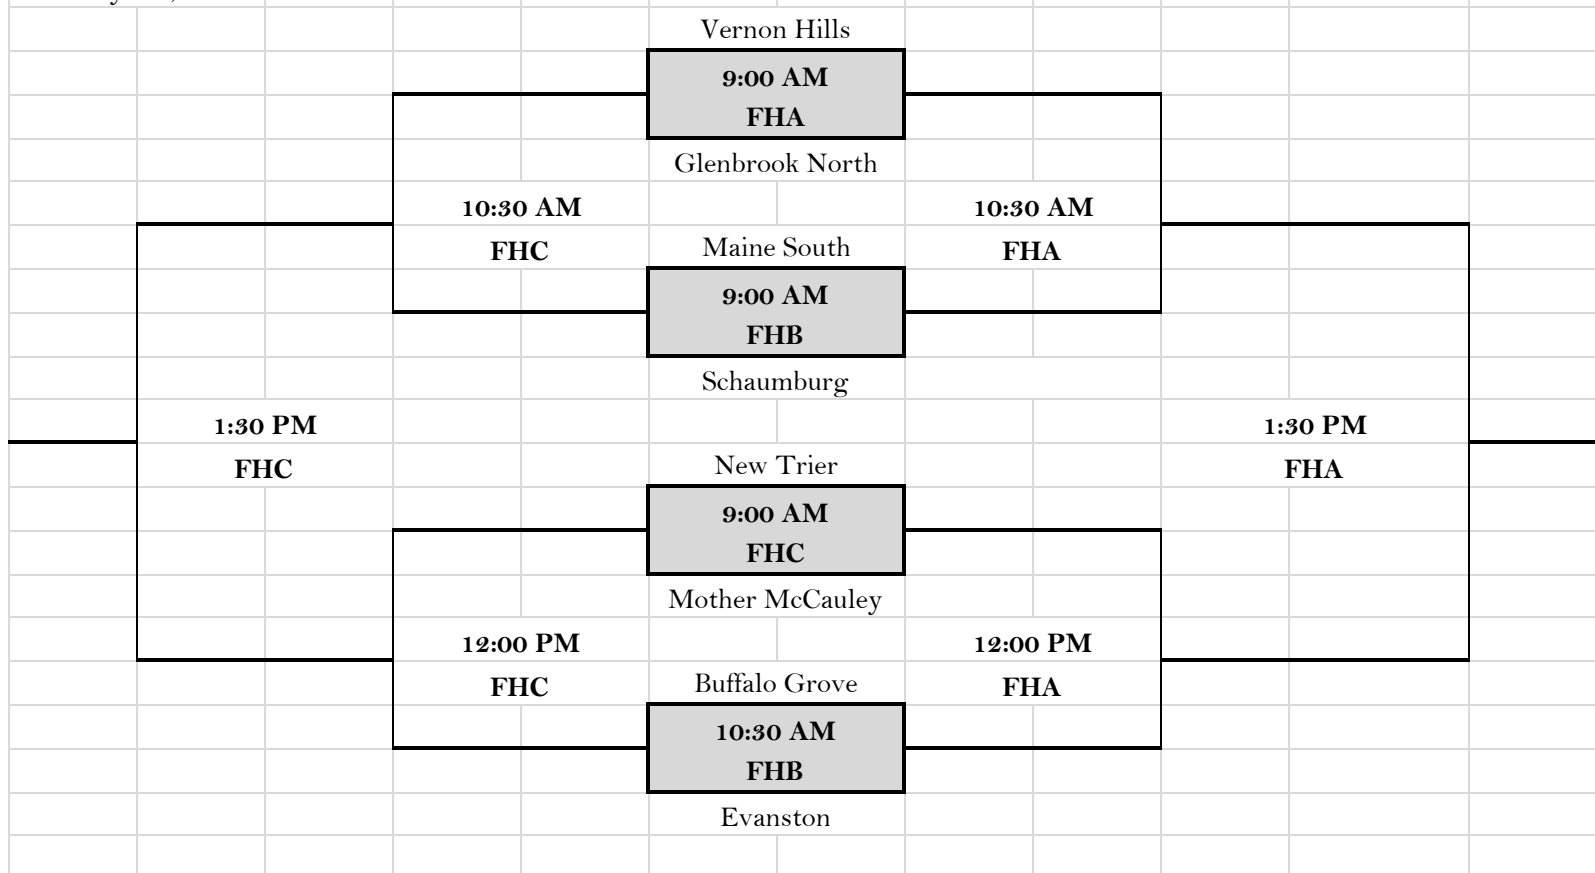 Vernon Hills
9:00 AM
FHA
Glenbrook North
10:30 AM
10:30 AM
FHC
Maine South
FHA
9:00 AM
FHB
Schaumburg
1:30 PM
1:30 PM
FHC
New Trier
FHA
9:00 AM
FHC
Mother McCauley
12:00 PM
12:00 PM
FHC
Buffalo Grove
FHA
10:30 AM
FHB
Evanston